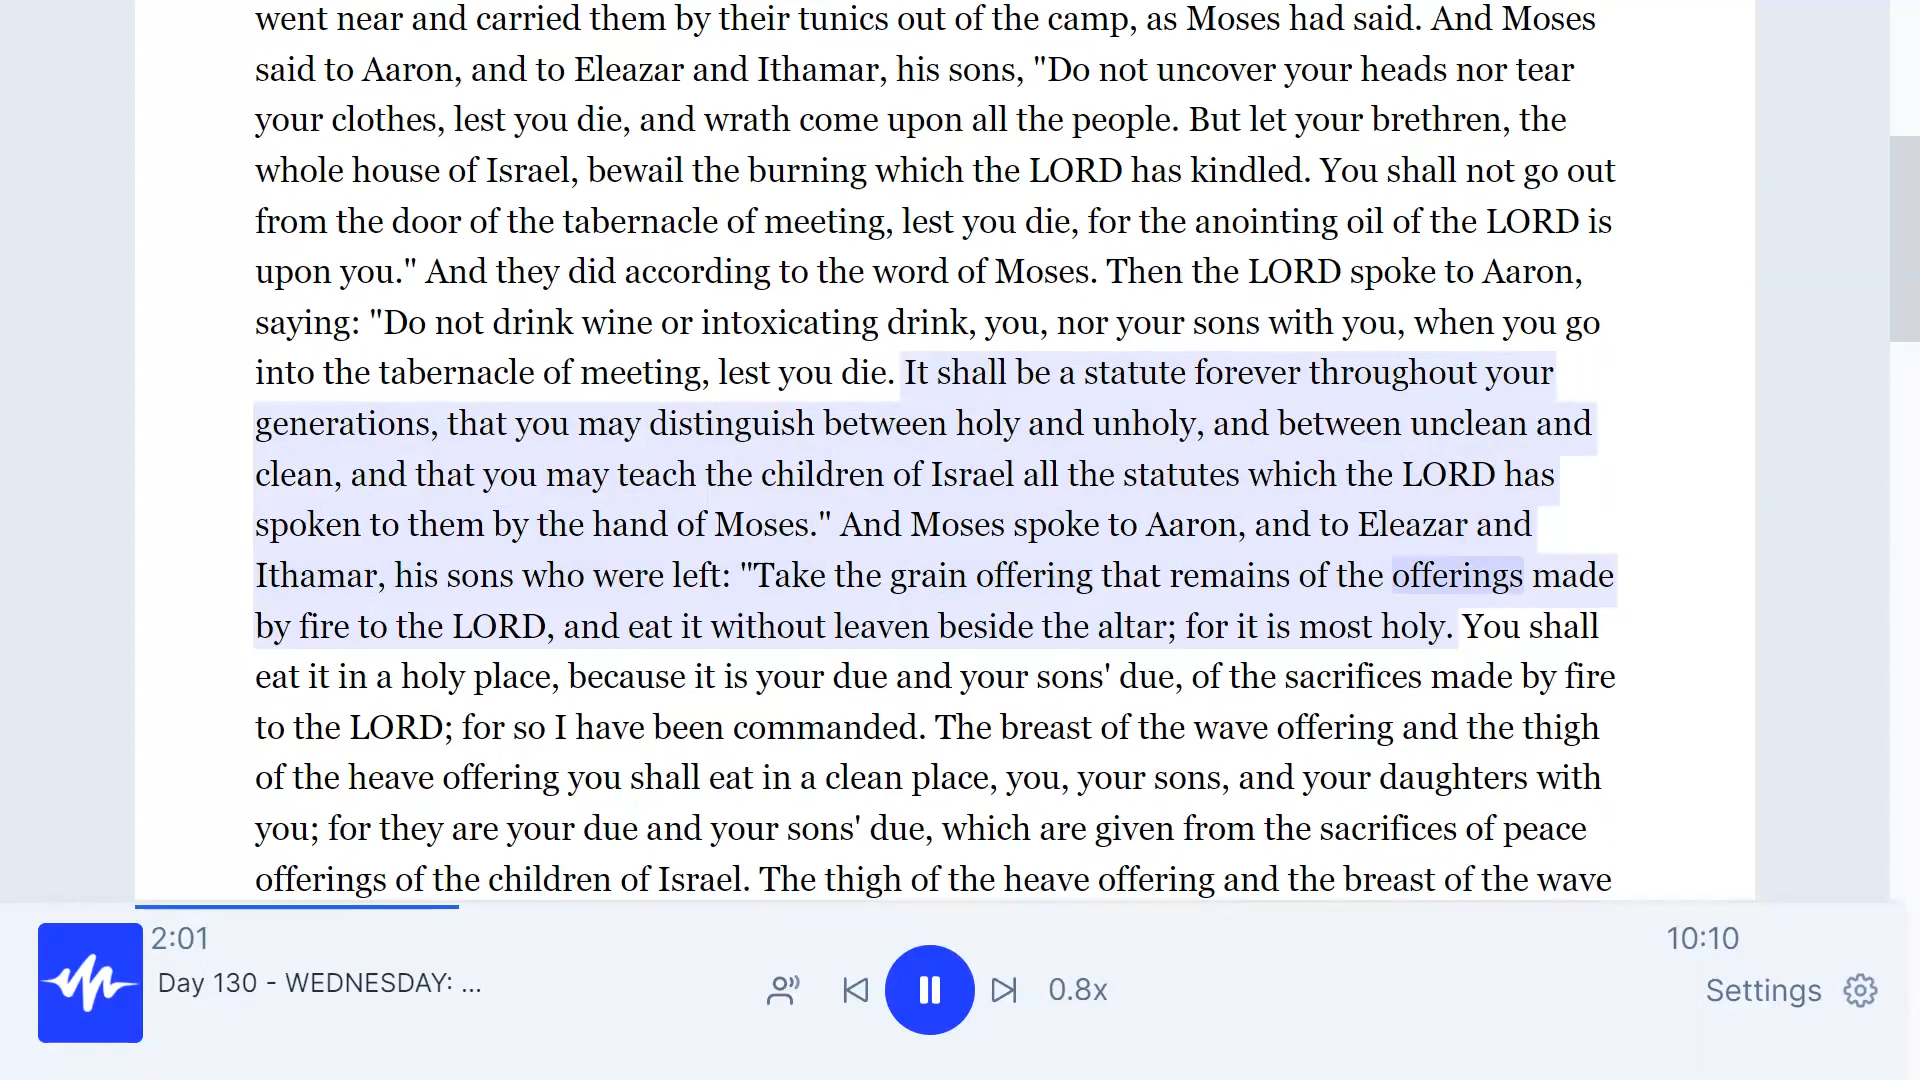 went near and carried them by their tunics out of the camp, as Moses had said. And Moses
said to Aaron, and to Eleazar and Ithamar, his sons, "Do not uncover your heads nor tear
your clothes, lest you die, and wrath come upon all the people. But let your brethren, the
whole house of Israel, bewail the burning which the LORD has kindled. You shall not go out
from the door of the tabernacle of meeting, lest you die, for the anointing oil of the LORD is
upon you." And they did according to the word of Moses. Then the LORD spoke to Aaron,
saying: "Do not drink wine or intoxicating drink, you, nor your sons with you, when you go
into the tabernacle of meeting, lest you die. It shall be a statute forever throughout your
generations, that you may distinguish between holy and unholy, and between unclean and
clean, and that you may teach the children of Israel all the statutes which the LORD has
spoken to them by the hand of Moses." And Moses spoke to Aaron, and to Eleazar and
Ithamar, his sons who were left: "Take the grain offering that remains of the offerings made
by fire to the LORD, and eat it without leaven beside the altar; for it is most holy. You shall
eat it in a holy place, because it is your due and your sons' due, of the sacrifices made by fire
to the LORD; for so I have been commanded. The breast of the wave offering and the thigh
of the heave offering you shall eat in a clean place, you, your sons, and your daughters with
you; for they are your due and your sons' due, which are given from the sacrifices of peace
offerings of the children of Israel. The thigh of the heave offering and the breast of the wave
2:01
10:10
Day 130 - WEDNESDAY: ...
0.8x
Settings